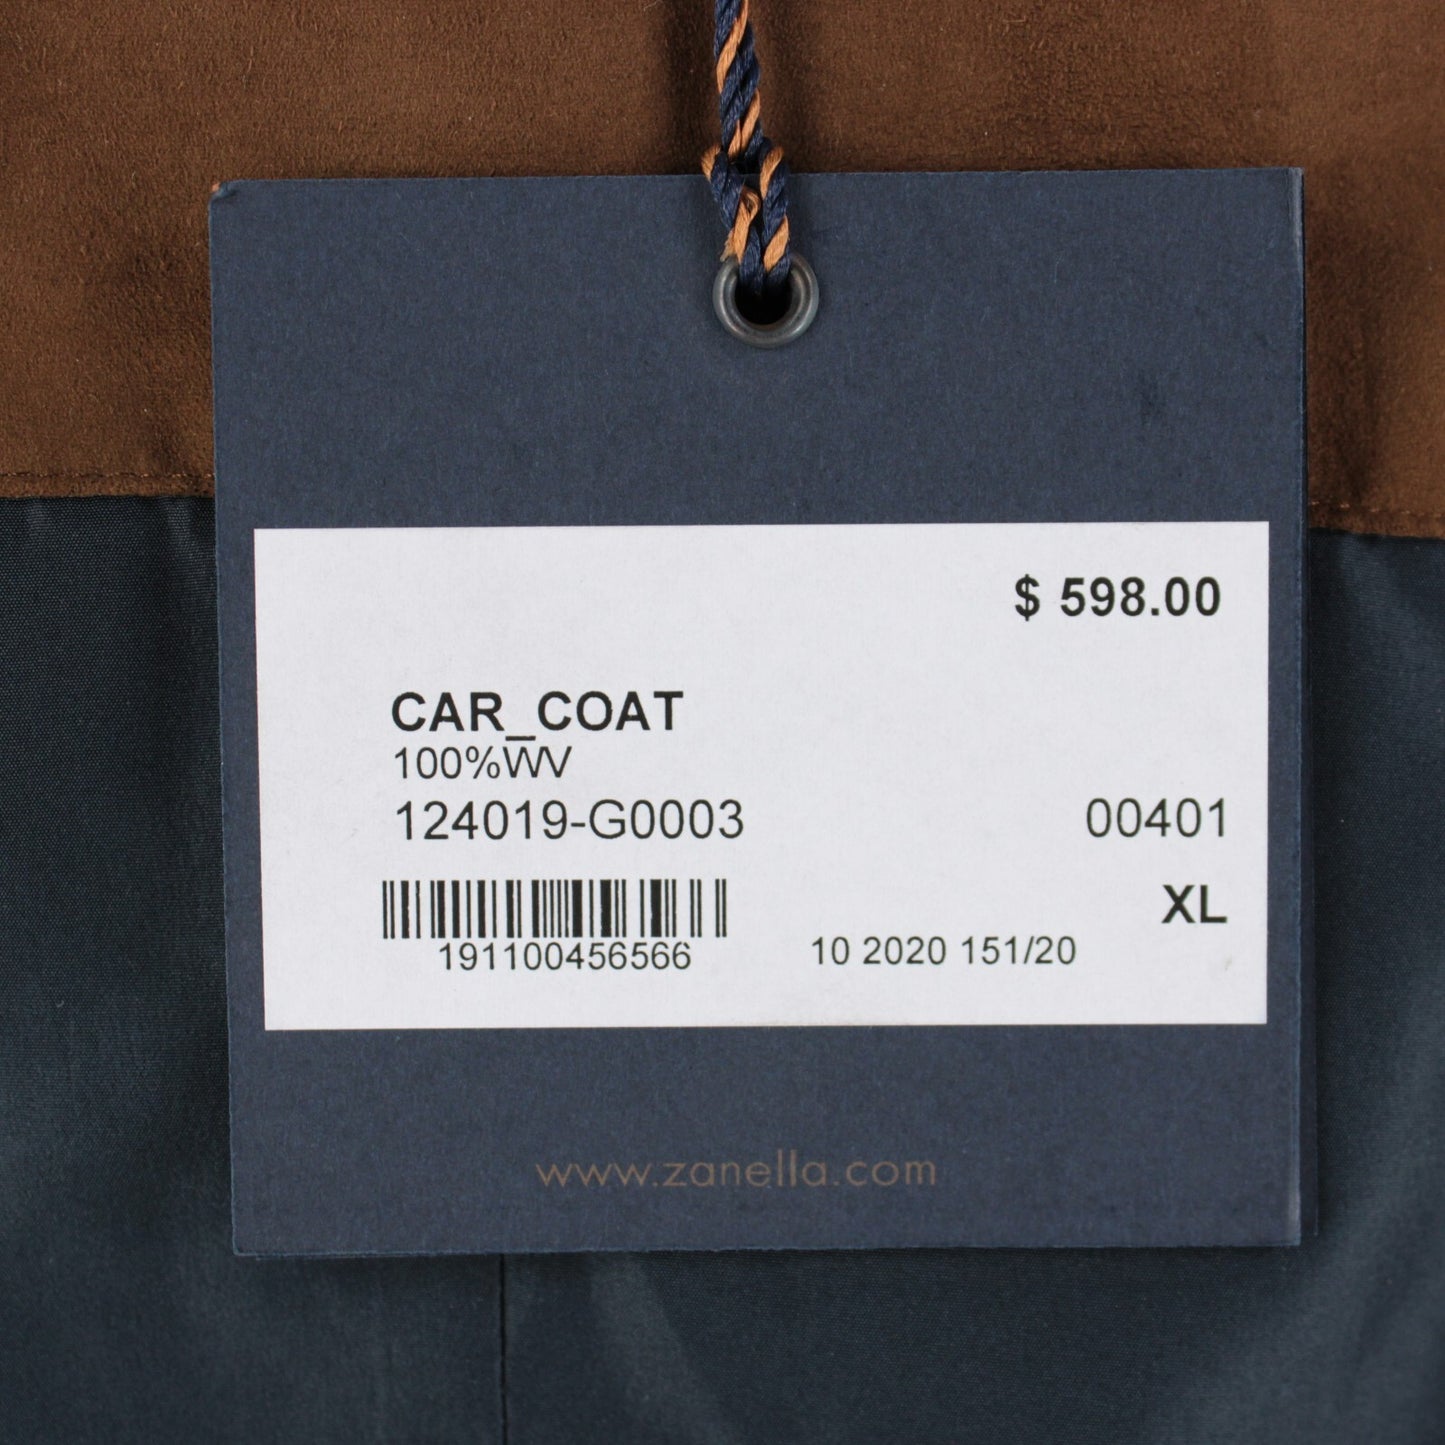 $ 598.00
CAR_COAT
100%WV
124019-G0003 00401
XL
191100456566 10 2020 151/20
www.zanella.com